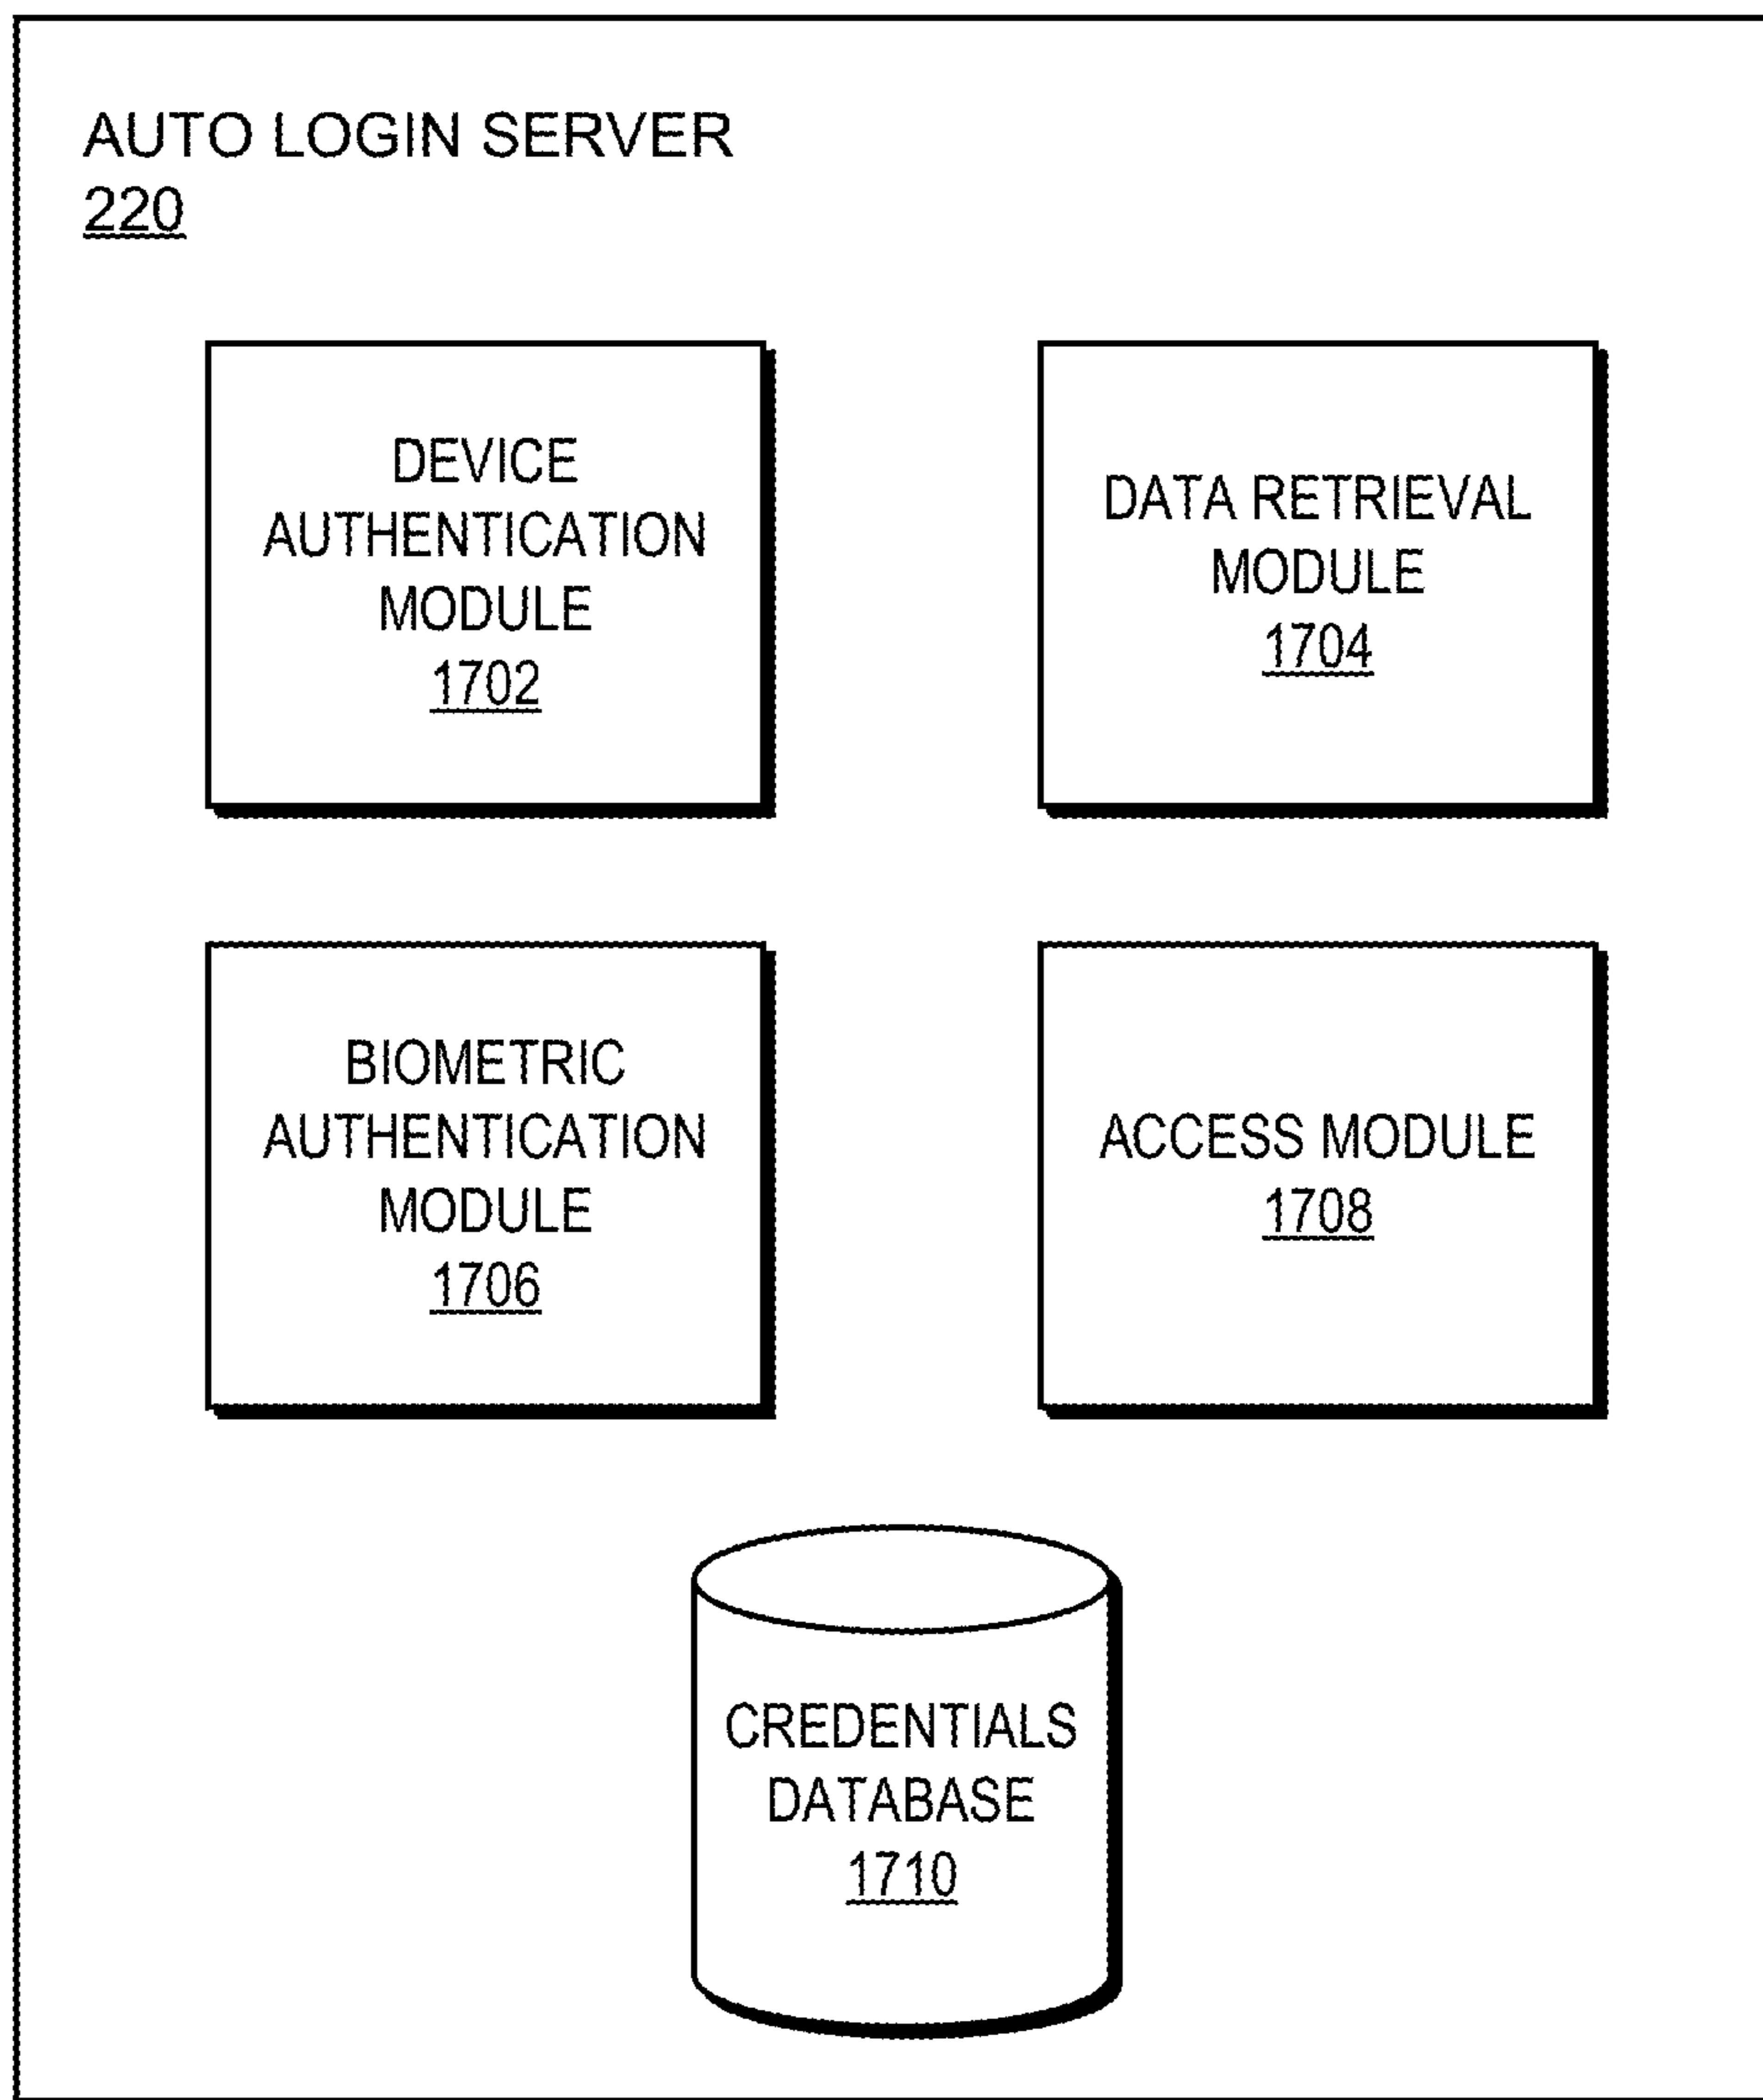 AUTO LOGIN SERVER
220
DEVICE
AUTHENTICATION
MODULE
1702
DATA RETRIEVAL
MODULE
1704
BIOMETRIC
AUTHENTICATION
MODULE
1706
ACCESS MODULE
1708
CREDENTIALS
DATABASE
1710